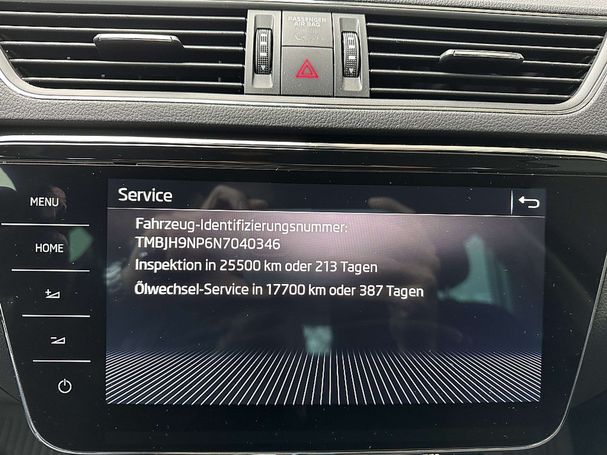 PASSENGER
AIR BAG
MENU
HOME
Service
Fahrzeug-Identifizierungsnummer:
TMBJH9NP6N7040346
Inspektion in 25500 km oder 213 Tagen
Ölwechsel-Service in 17700 km oder 387 Tagen